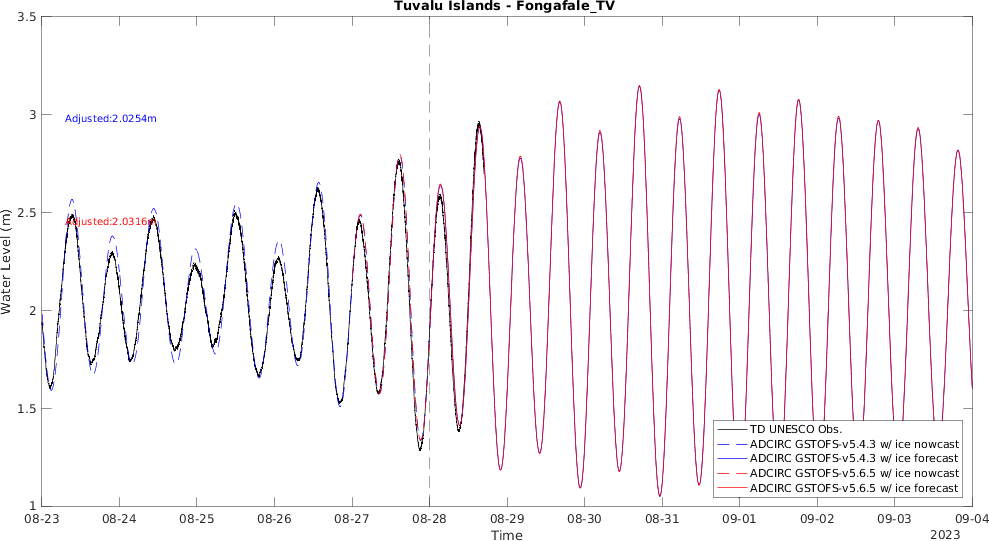 Tuvalu Islands - Fongafale_TV
3.5
3
2.5
2
1.5
1
Water Level (m)
Adjusted:2.0254m
Adjusted:2.0316m
TD UNESCO Obs.
ADCIRC GSTOFS-v5.4.3 w/ ice nowcast
ADCIRC GSTOFS-v5.4.3 w/ ice forecast
ADCIRC GSTOFS-v5.6.5 w/ ice nowcast
ADCIRC GSTOFS-v5.6.5 w/ ice forecast
08-23 08-24 08-25 08-26 08-27 08-28 08-29 08-30 08-31 09-01 09-02 09-03 09-04
Time
2023